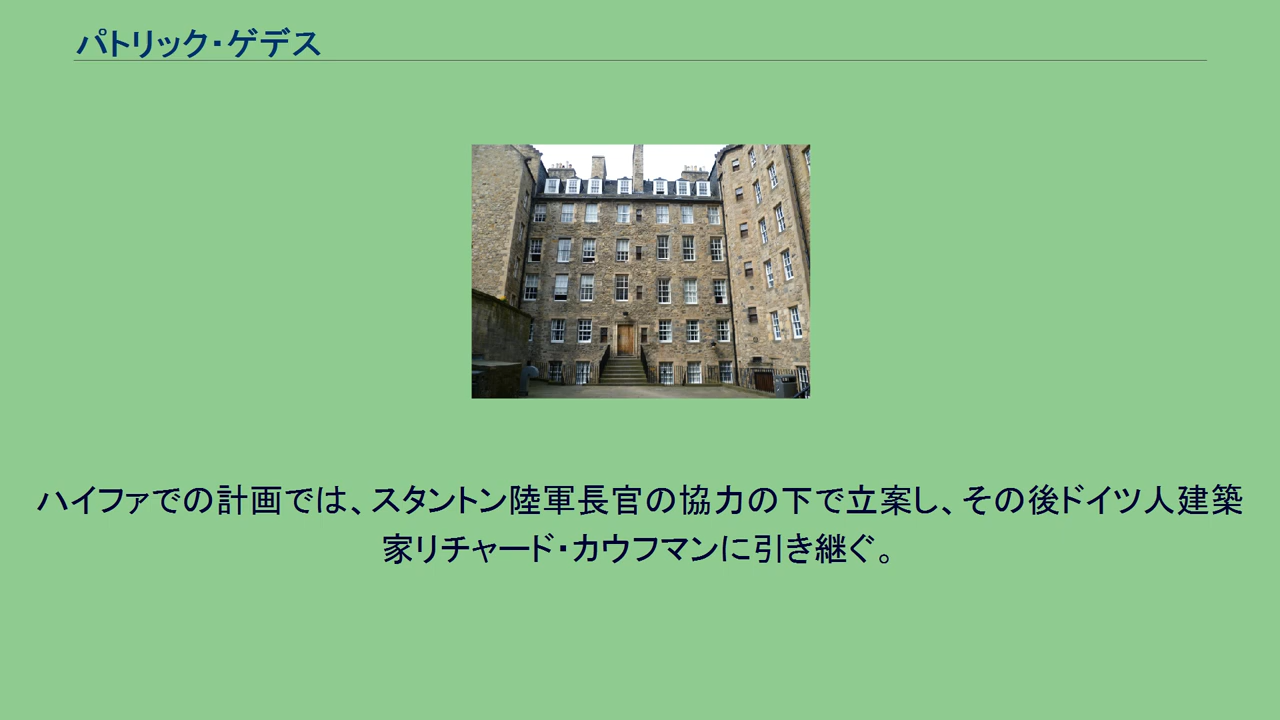 パトリック・ゲデス
ハイファでの計画では、スタントン陸軍長官の協力の下で立案し、その後ドイツ人建築
家リチャード・カウフマンに引き継ぐ。